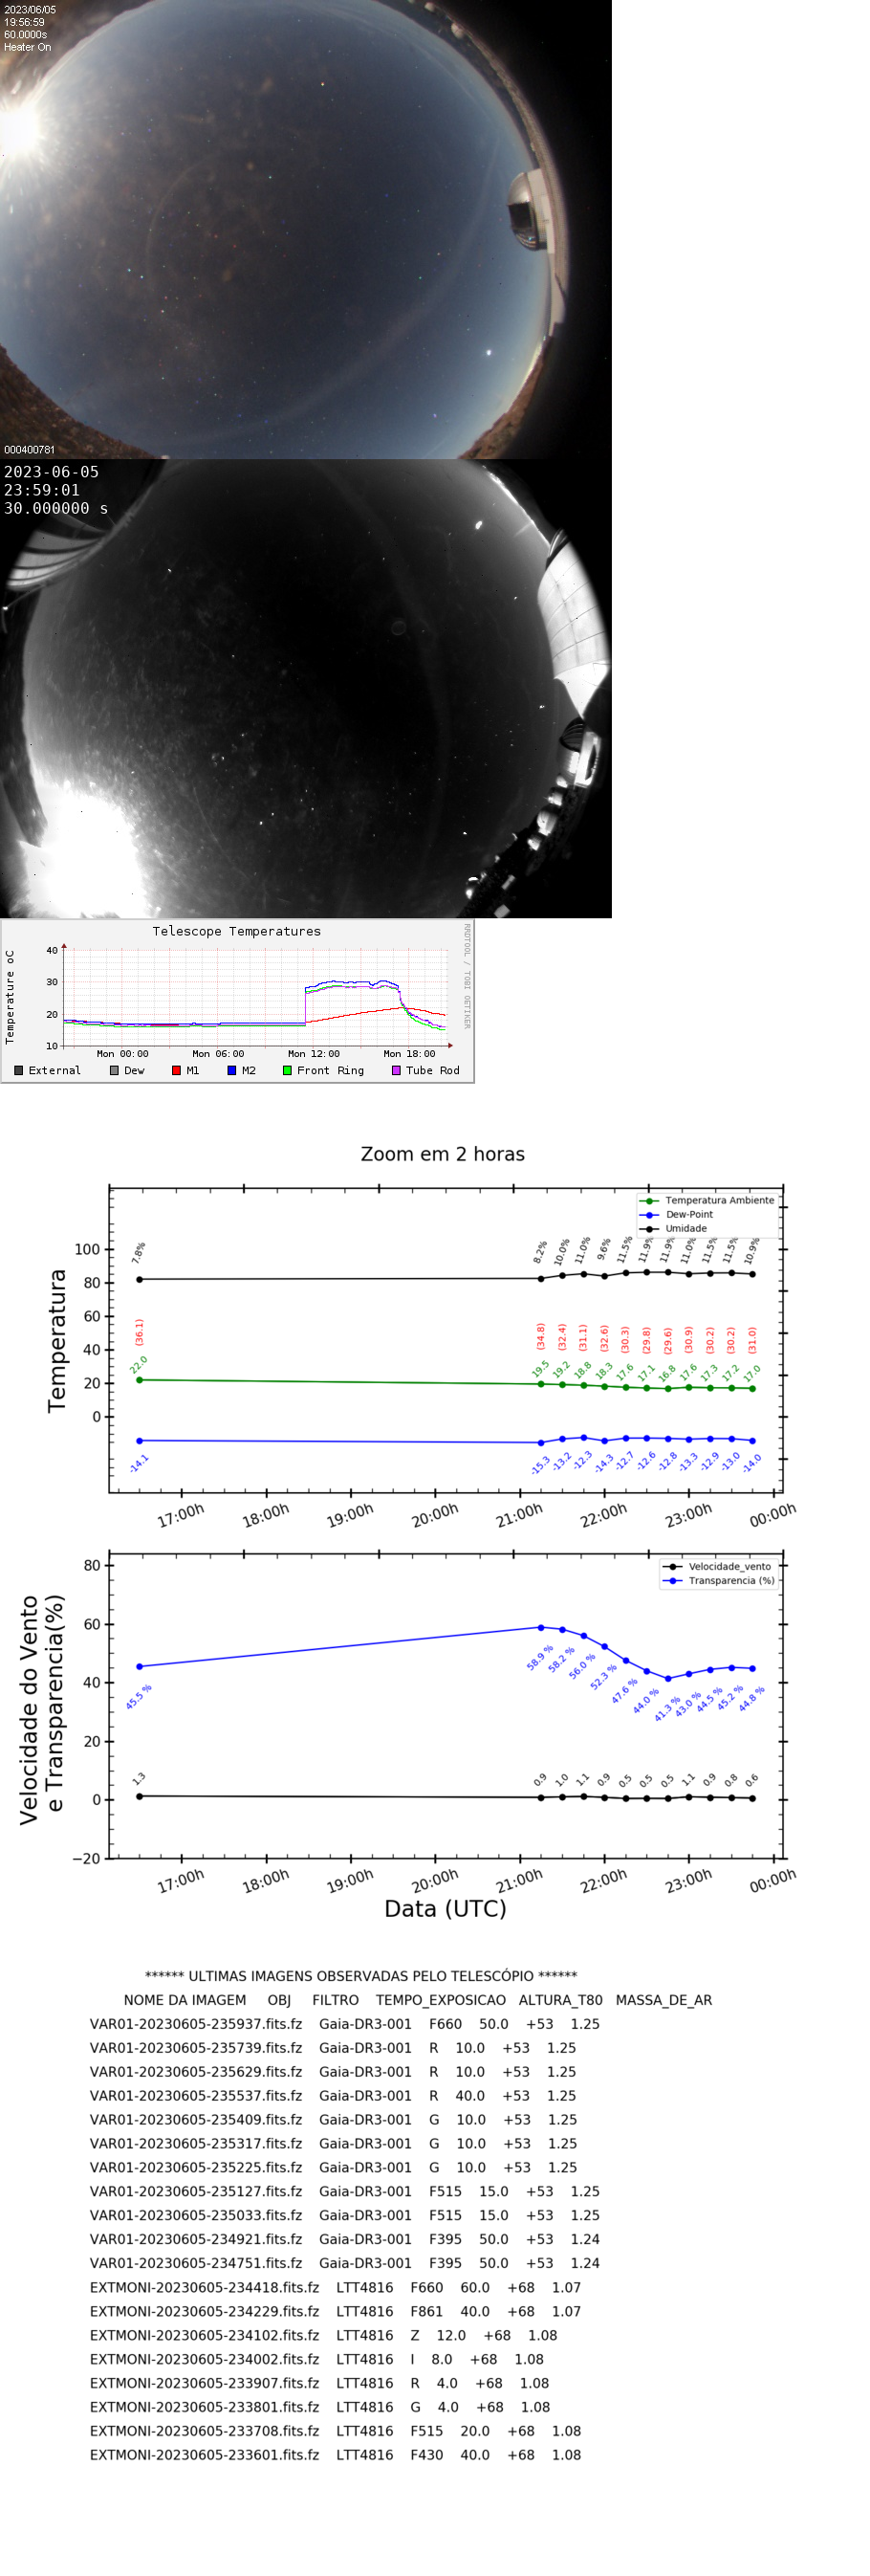 2023/06/05
19:56:59
60.0000s
Heater On
000400781
2023-06-05
23:59:01
30.000000 s
Telescope Temperatures
RRDTOOL / TOBI OETIKER
Temperature oC
40
30
20
10
Mon 00:00 Mon 06:00 Mon 12:00 Mon 18:00
External Dew M1 M2 Front Ring Tube Rod
Zoom em 2 horas
Temperatura Ambiente
Dew-Point
Umidade
Temperatura
100
80
60
40
20
0
7.8% 8.2% 10.0% 11.0% 9.6% 11.5% 11.9% 11.9% 11.0% 11.5% 11.5% 10.9%
(36.1) (34.8) (32.4) (31.1) (32.6) (30.3) (29.8) (29.6) (30.9) (30.2) (30.2) (31.0)
22.0 19.5 19.2 18.8 18.3 17.6 17.1 16.8 17.6 17.3 17.2 17.0
-14.1 -15.3 -13.2 -12.3 -14.3 -12.7 -12.6 -12.8 -13.3 -12.9 -13.0 -14.0
17:00h 18:00h 19:00h 20:00h 21:00h 22:00h 23:00h 00:00h
Velocidade_vento
Transparencia (%)
Velocidade do Vento
e Transparencia(%)
80
60
40
20
0
−20
45.5 % 58.9 % 58.2 % 56.0 % 52.3 % 47.6 % 44.0 % 41.3 % 43.0 % 44.5 % 45.2 % 44.8 %
1.3 0.9 1.0 1.1 0.9 0.5 0.5 0.5 1.1 0.9 0.8 0.6
17:00h 18:00h 19:00h 20:00h 21:00h 22:00h 23:00h 00:00h
Data (UTC)
****** ULTIMAS IMAGENS OBSERVADAS PELO TELESCÓPIO ******
NOME DA IMAGEM OBJ FILTRO TEMPO_EXPOSICAO ALTURA_T80 MASSA_DE_AR
VAR01-20230605-235937.fits.fz Gaia-DR3-001 F660 50.0 +53 1.25
VAR01-20230605-235739.fits.fz Gaia-DR3-001 R 10.0 +53 1.25
VAR01-20230605-235629.fits.fz Gaia-DR3-001 R 10.0 +53 1.25
VAR01-20230605-235537.fits.fz Gaia-DR3-001 R 40.0 +53 1.25
VAR01-20230605-235409.fits.fz Gaia-DR3-001 G 10.0 +53 1.25
VAR01-20230605-235317.fits.fz Gaia-DR3-001 G 10.0 +53 1.25
VAR01-20230605-235225.fits.fz Gaia-DR3-001 G 10.0 +53 1.25
VAR01-20230605-235127.fits.fz Gaia-DR3-001 F515 15.0 +53 1.25
VAR01-20230605-235033.fits.fz Gaia-DR3-001 F515 15.0 +53 1.25
VAR01-20230605-234921.fits.fz Gaia-DR3-001 F395 50.0 +53 1.24
VAR01-20230605-234751.fits.fz Gaia-DR3-001 F395 50.0 +53 1.24
EXTMONI-20230605-234418.fits.fz LTT4816 F660 60.0 +68 1.07
EXTMONI-20230605-234229.fits.fz LTT4816 F861 40.0 +68 1.07
EXTMONI-20230605-234102.fits.fz LTT4816 Z 12.0 +68 1.08
EXTMONI-20230605-234002.fits.fz LTT4816 I 8.0 +68 1.08
EXTMONI-20230605-233907.fits.fz LTT4816 R 4.0 +68 1.08
EXTMONI-20230605-233801.fits.fz LTT4816 G 4.0 +68 1.08
EXTMONI-20230605-233708.fits.fz LTT4816 F515 20.0 +68 1.08
EXTMONI-20230605-233601.fits.fz LTT4816 F430 40.0 +68 1.08